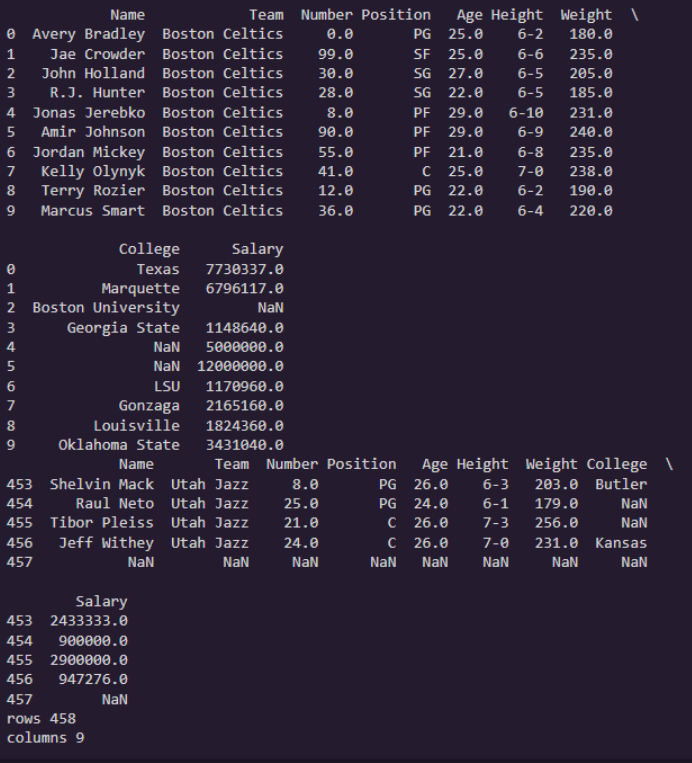 Name            Team  Number Position   Age Height  Weight  \
0  Avery Bradley  Boston Celtics     0.0       PG  25.0    6-2   180.0
1    Jae Crowder  Boston Celtics    99.0       SF  25.0    6-6   235.0
2   John Holland  Boston Celtics    30.0       SG  27.0    6-5   205.0
3    R.J. Hunter  Boston Celtics    28.0       SG  22.0    6-5   185.0
4  Jonas Jerebko  Boston Celtics     8.0       PF  29.0   6-10   231.0
5   Amir Johnson  Boston Celtics    90.0       PF  29.0    6-9   240.0
6  Jordan Mickey  Boston Celtics    55.0       PF  21.0    6-8   235.0
7   Kelly Olynyk  Boston Celtics    41.0        C  25.0    7-0   238.0
8   Terry Rozier  Boston Celtics    12.0       PG  22.0    6-2   190.0
9   Marcus Smart  Boston Celtics    36.0       PG  22.0    6-4   220.0

             College      Salary
0              Texas   7730337.0
1          Marquette   6796117.0
2  Boston University         NaN
3      Georgia State   1148640.0
4                NaN   5000000.0
5                NaN  12000000.0
6                LSU   1170960.0
7            Gonzaga   2165160.0
8         Louisville   1824360.0
9     Oklahoma State   3431040.0
             Name       Team  Number Position   Age Height  Weight College  \
453  Shelvin Mack  Utah Jazz     8.0       PG  26.0    6-3   203.0  Butler
454     Raul Neto  Utah Jazz    25.0       PG  24.0    6-1   179.0     NaN
455  Tibor Pleiss  Utah Jazz    21.0        C  26.0    7-3   256.0     NaN
456   Jeff Withey  Utah Jazz    24.0        C  26.0    7-0   231.0  Kansas
457           NaN        NaN     NaN      NaN   NaN    NaN     NaN     NaN

        Salary
453  2433333.0
454   900000.0
455  2900000.0
456   947276.0
457        NaN
rows 458
columns 9